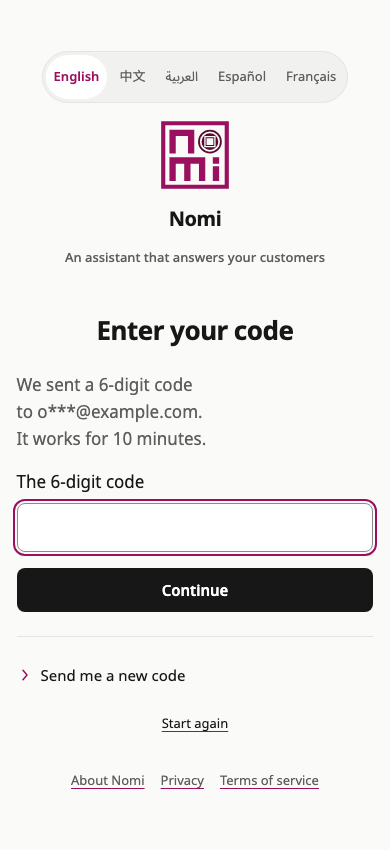 English 中文 العربية Español Français
nomi
Nomi
An assistant that answers your customers
Enter your code
We sent a 6-digit code
to o***@example.com.
It works for 10 minutes.
The 6-digit code
Continue
Send me a new code
Start again
About Nomi Privacy Terms of service